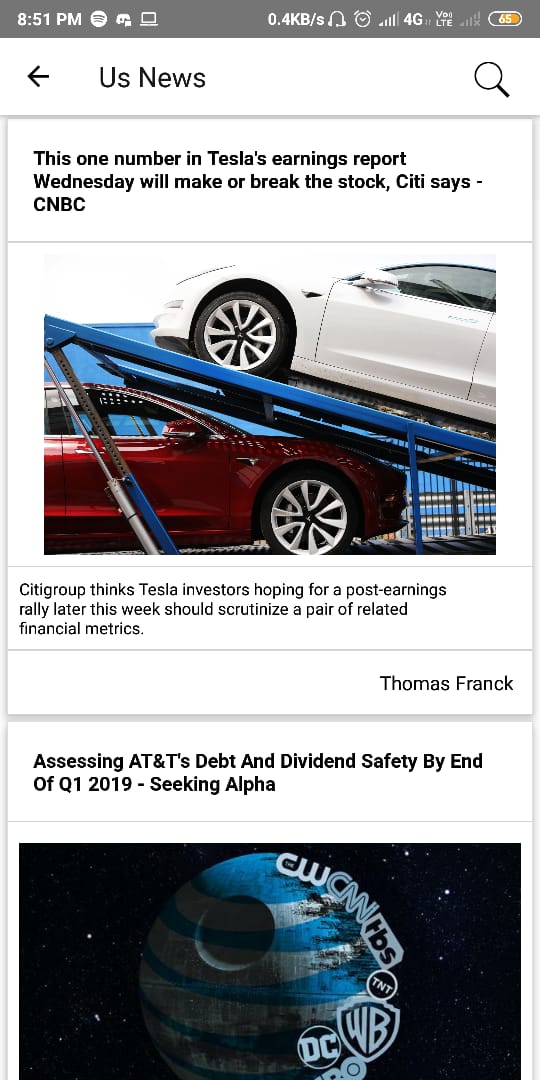 8:51 PM 0.4KB/s 4G Vo) LTE 65
Us News
This one number in Tesla's earnings report
Wednesday will make or break the stock, Citi says -
CNBC
Citigroup thinks Tesla investors hoping for a post-earnings
rally later this week should scrutinize a pair of related
financial metrics.
Thomas Franck
Assessing AT&T's Debt And Dividend Safety By End
Of Q1 2019 - Seeking Alpha
THE CW
CNN
tbs
TNT
WB
DC